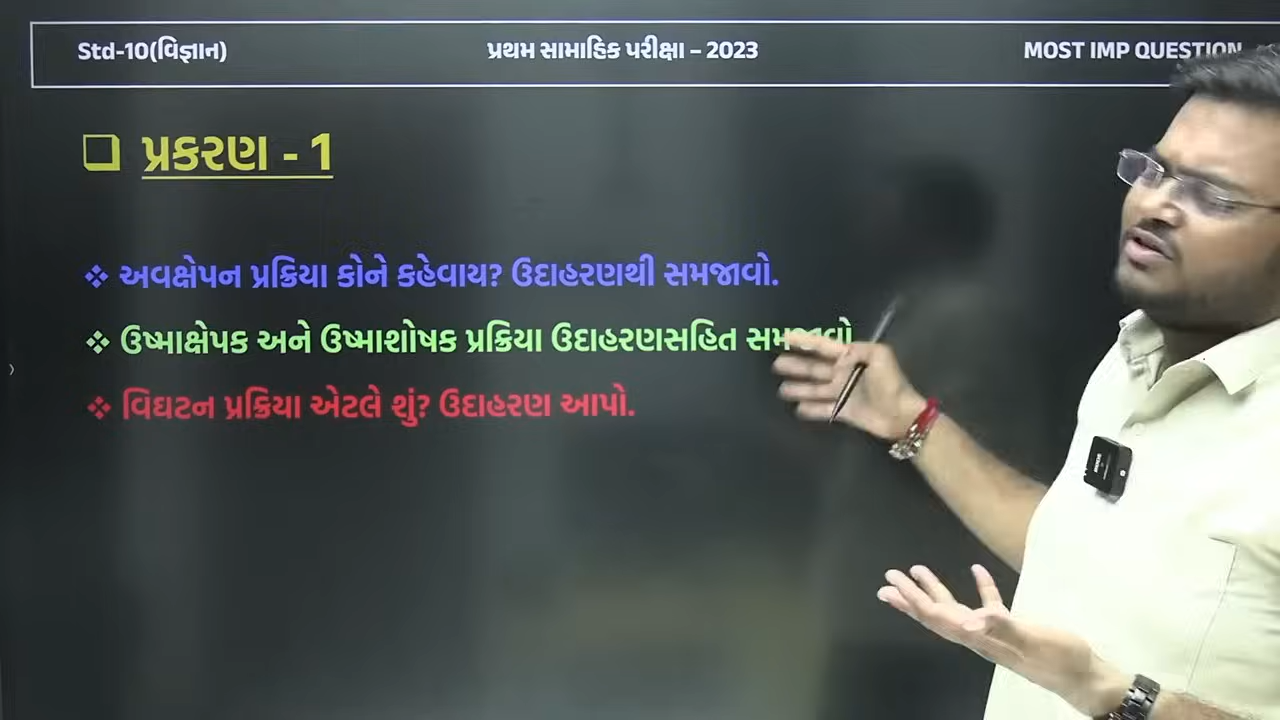 Std-10(વિજ્ઞાન) પ્રથમ સામાહિક પરીક્ષા – 2023 MOST IMP QUESTION
❑ પ્રકરણ - 1
❖ અવક્ષેપન પ્રક્રિયા કોને કહેવાય? ઉદાહરણથી સમજાવો.
❖ ઉષ્માક્ષેપક અને ઉષ્માશોષક પ્રક્રિયા ઉદાહરણસહિત સમજાવો
❖ વિઘટન પ્રક્રિયા એટલે શું? ઉદાહરણ આપો.